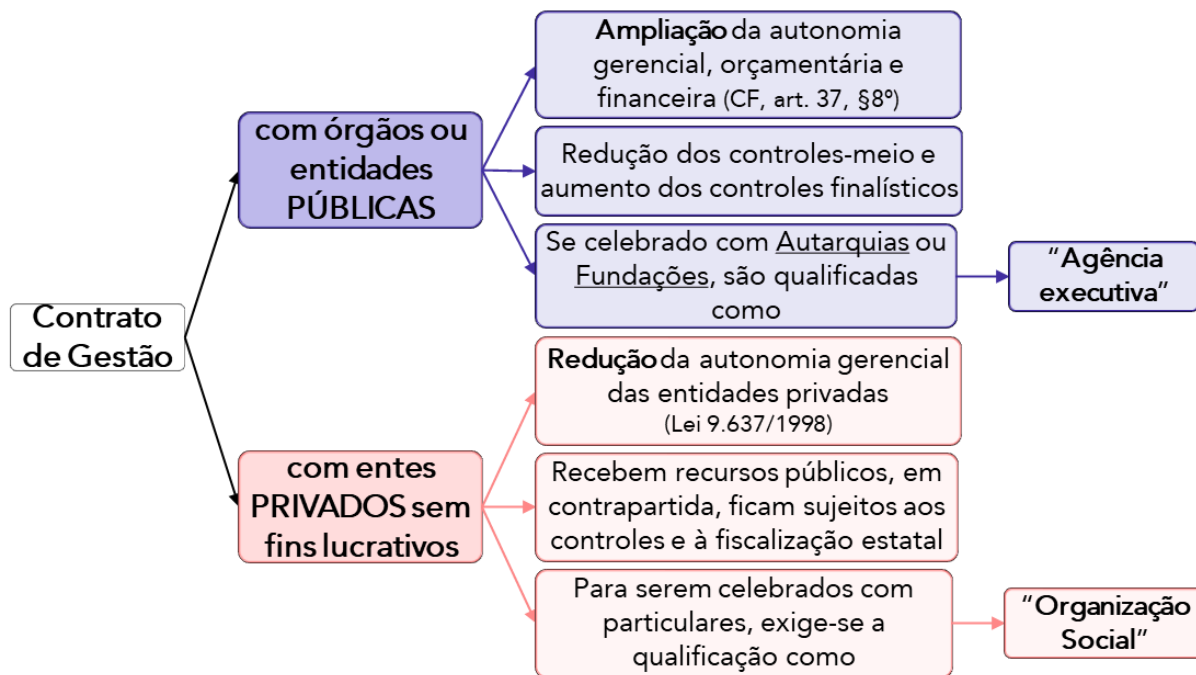 Contrato
de Gestão
com órgãos ou
entidades
PÚBLICAS
Ampliação da autonomia
gerencial, orçamentária e
financeira (CF, art. 37, §8º)
Redução dos controles-meio e
aumento dos controles finalísticos
Se celebrado com Autarquias ou
Fundações, são qualificadas
como
“Agência
executiva”
com entes
PRIVADOS sem
fins lucrativos
Redução da autonomia gerencial
das entidades privadas
(Lei 9.637/1998)
Recebem recursos públicos, em
contrapartida, ficam sujeitos aos
controles e à fiscalização estatal
Para serem celebrados com
particulares, exige-se a
qualificação como
“Organização
Social”